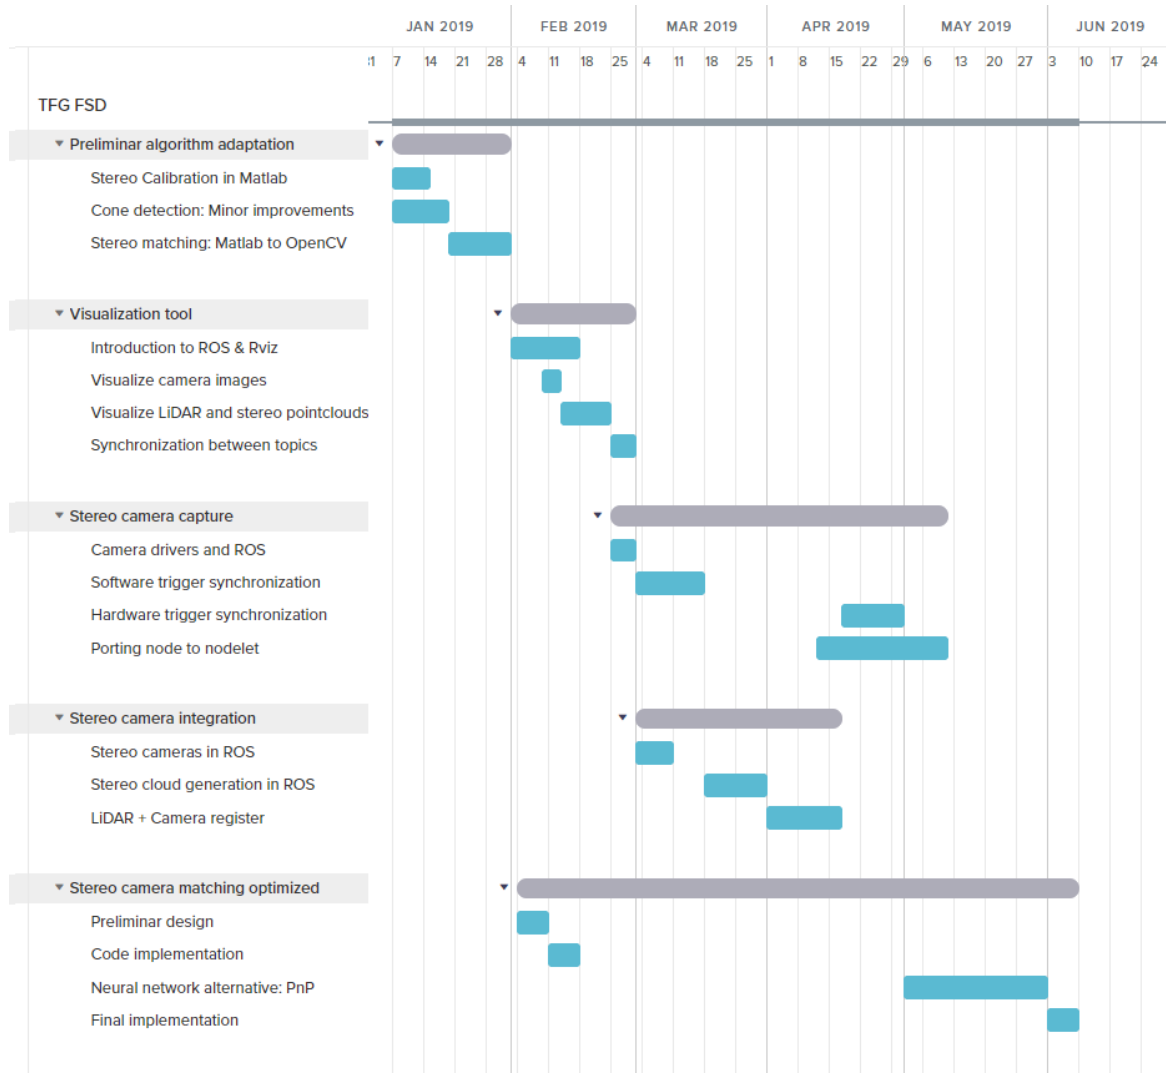 JAN 2019 FEB 2019 MAR 2019 APR 2019 MAY 2019 JUN 2019
31 7 14 21 28 4 11 18 25 4 11 18 25 1 8 15 22 29 6 13 20 27 3 10 17 24
TFG FSD
Preliminar algorithm adaptation
Stereo Calibration in Matlab
Cone detection: Minor improvements
Stereo matching: Matlab to OpenCV
Visualization tool
Introduction to ROS & Rviz
Visualize camera images
Visualize LiDAR and stereo pointclouds
Synchronization between topics
Stereo camera capture
Camera drivers and ROS
Software trigger synchronization
Hardware trigger synchronization
Porting node to nodelet
Stereo camera integration
Stereo cameras in ROS
Stereo cloud generation in ROS
LiDAR + Camera register
Stereo camera matching optimized
Preliminar design
Code implementation
Neural network alternative: PnP
Final implementation